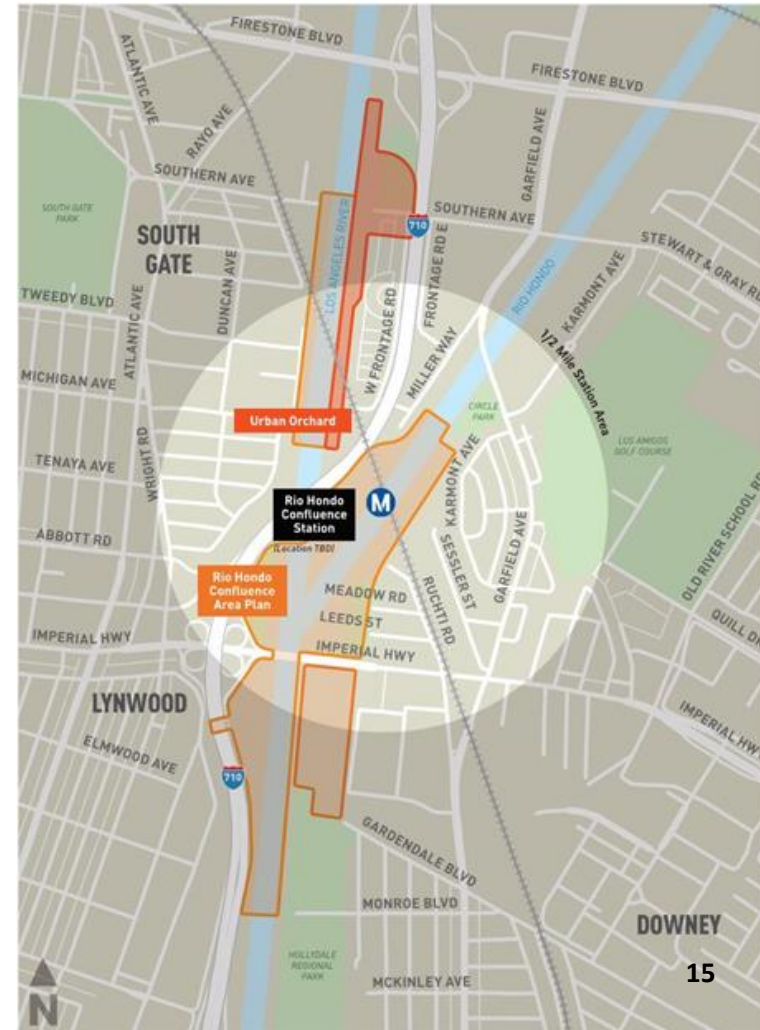 FIRESTONE BLVD
FIRESTONE BLVD
ATLANTIC AVE
RAYO AVE
GARFIELD AVE
SOUTHERN AVE
SOUTH GATE
PARK
SOUTH
GATE
LOS ANGELES RIVER
710
SOUTHERN AVE
STEWART & GRAY RD
FRONTAGE RD E
RIO HONDO
KARMONT AVE
DUNCAN AVE
TWEEDY BLVD
ATLANTIC AVE
W FRONTAGE RD
MILLER WAY
1/2 Mile Station Area
MICHIGAN AVE
CIRCLE
PARK
Urban Orchard
LOS AMIGOS
GOLF COURSE
WRIGHT RD
TENAYA AVE
KARMONT AVE
Rio Hondo
Confluence
Station
(Location TBD)
M
ABBOTT RD
SESSLER ST
GARFIELD AVE
OLD RIVER SCHOOL RD
Rio Hondo
Confluence
Area Plan
MEADOW RD
RUCHTI RD
LEEDS ST
QUILL DR
IMPERIAL HWY
IMPERIAL HWY
IMPERIAL HWY
LYNWOOD
ELMWOOD AVE
710
GARDENDALE BLVD
MONROE BLVD
DOWNEY
HOLLYDALE
REGIONAL
PARK
MCKINLEY AVE
15
N